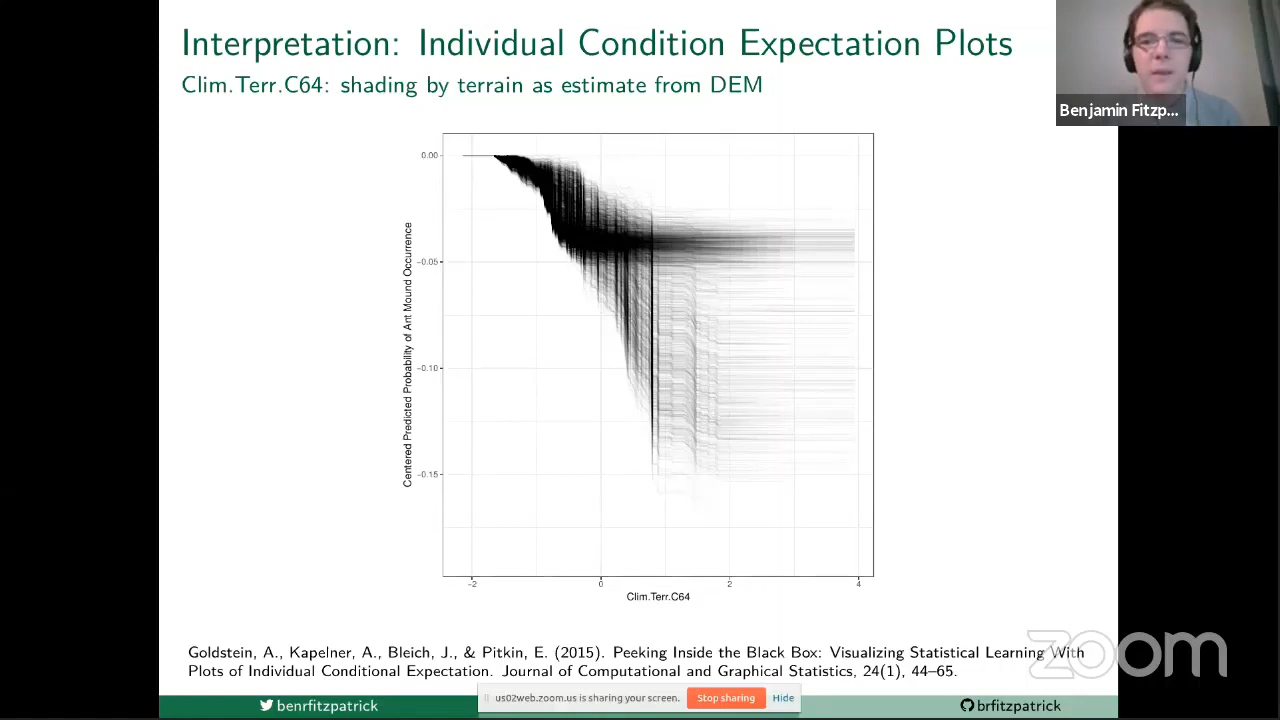 Interpretation: Individual Condition Expectation Plots
Clim.Terr.C64: shading by terrain as estimate from DEM
Benjamin Fitzp...
0.00
−0.05
−0.10
−0.15
Centered Predicted Probability of Ant Mound Occurrence
−2
0
2
4
Clim.Terr.C64
Goldstein, A., Kapelner, A., Bleich, J., & Pitkin, E. (2015). Peeking Inside the Black Box: Visualizing Statistical Learning With
Plots of Individual Conditional Expectation. Journal of Computational and Graphical Statistics, 24(1), 44–65.
zoom
us02web.zoom.us is sharing your screen.
Stop sharing
Hide
benrfitzpatrick
brfitzpatrick